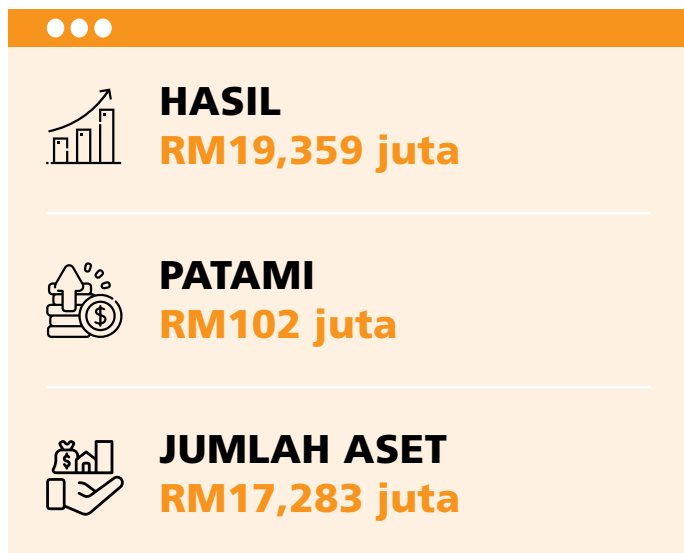 HASIL
RM19,359 juta
PATAMI
RM102 juta
JUMLAH ASET
RM17,283 juta